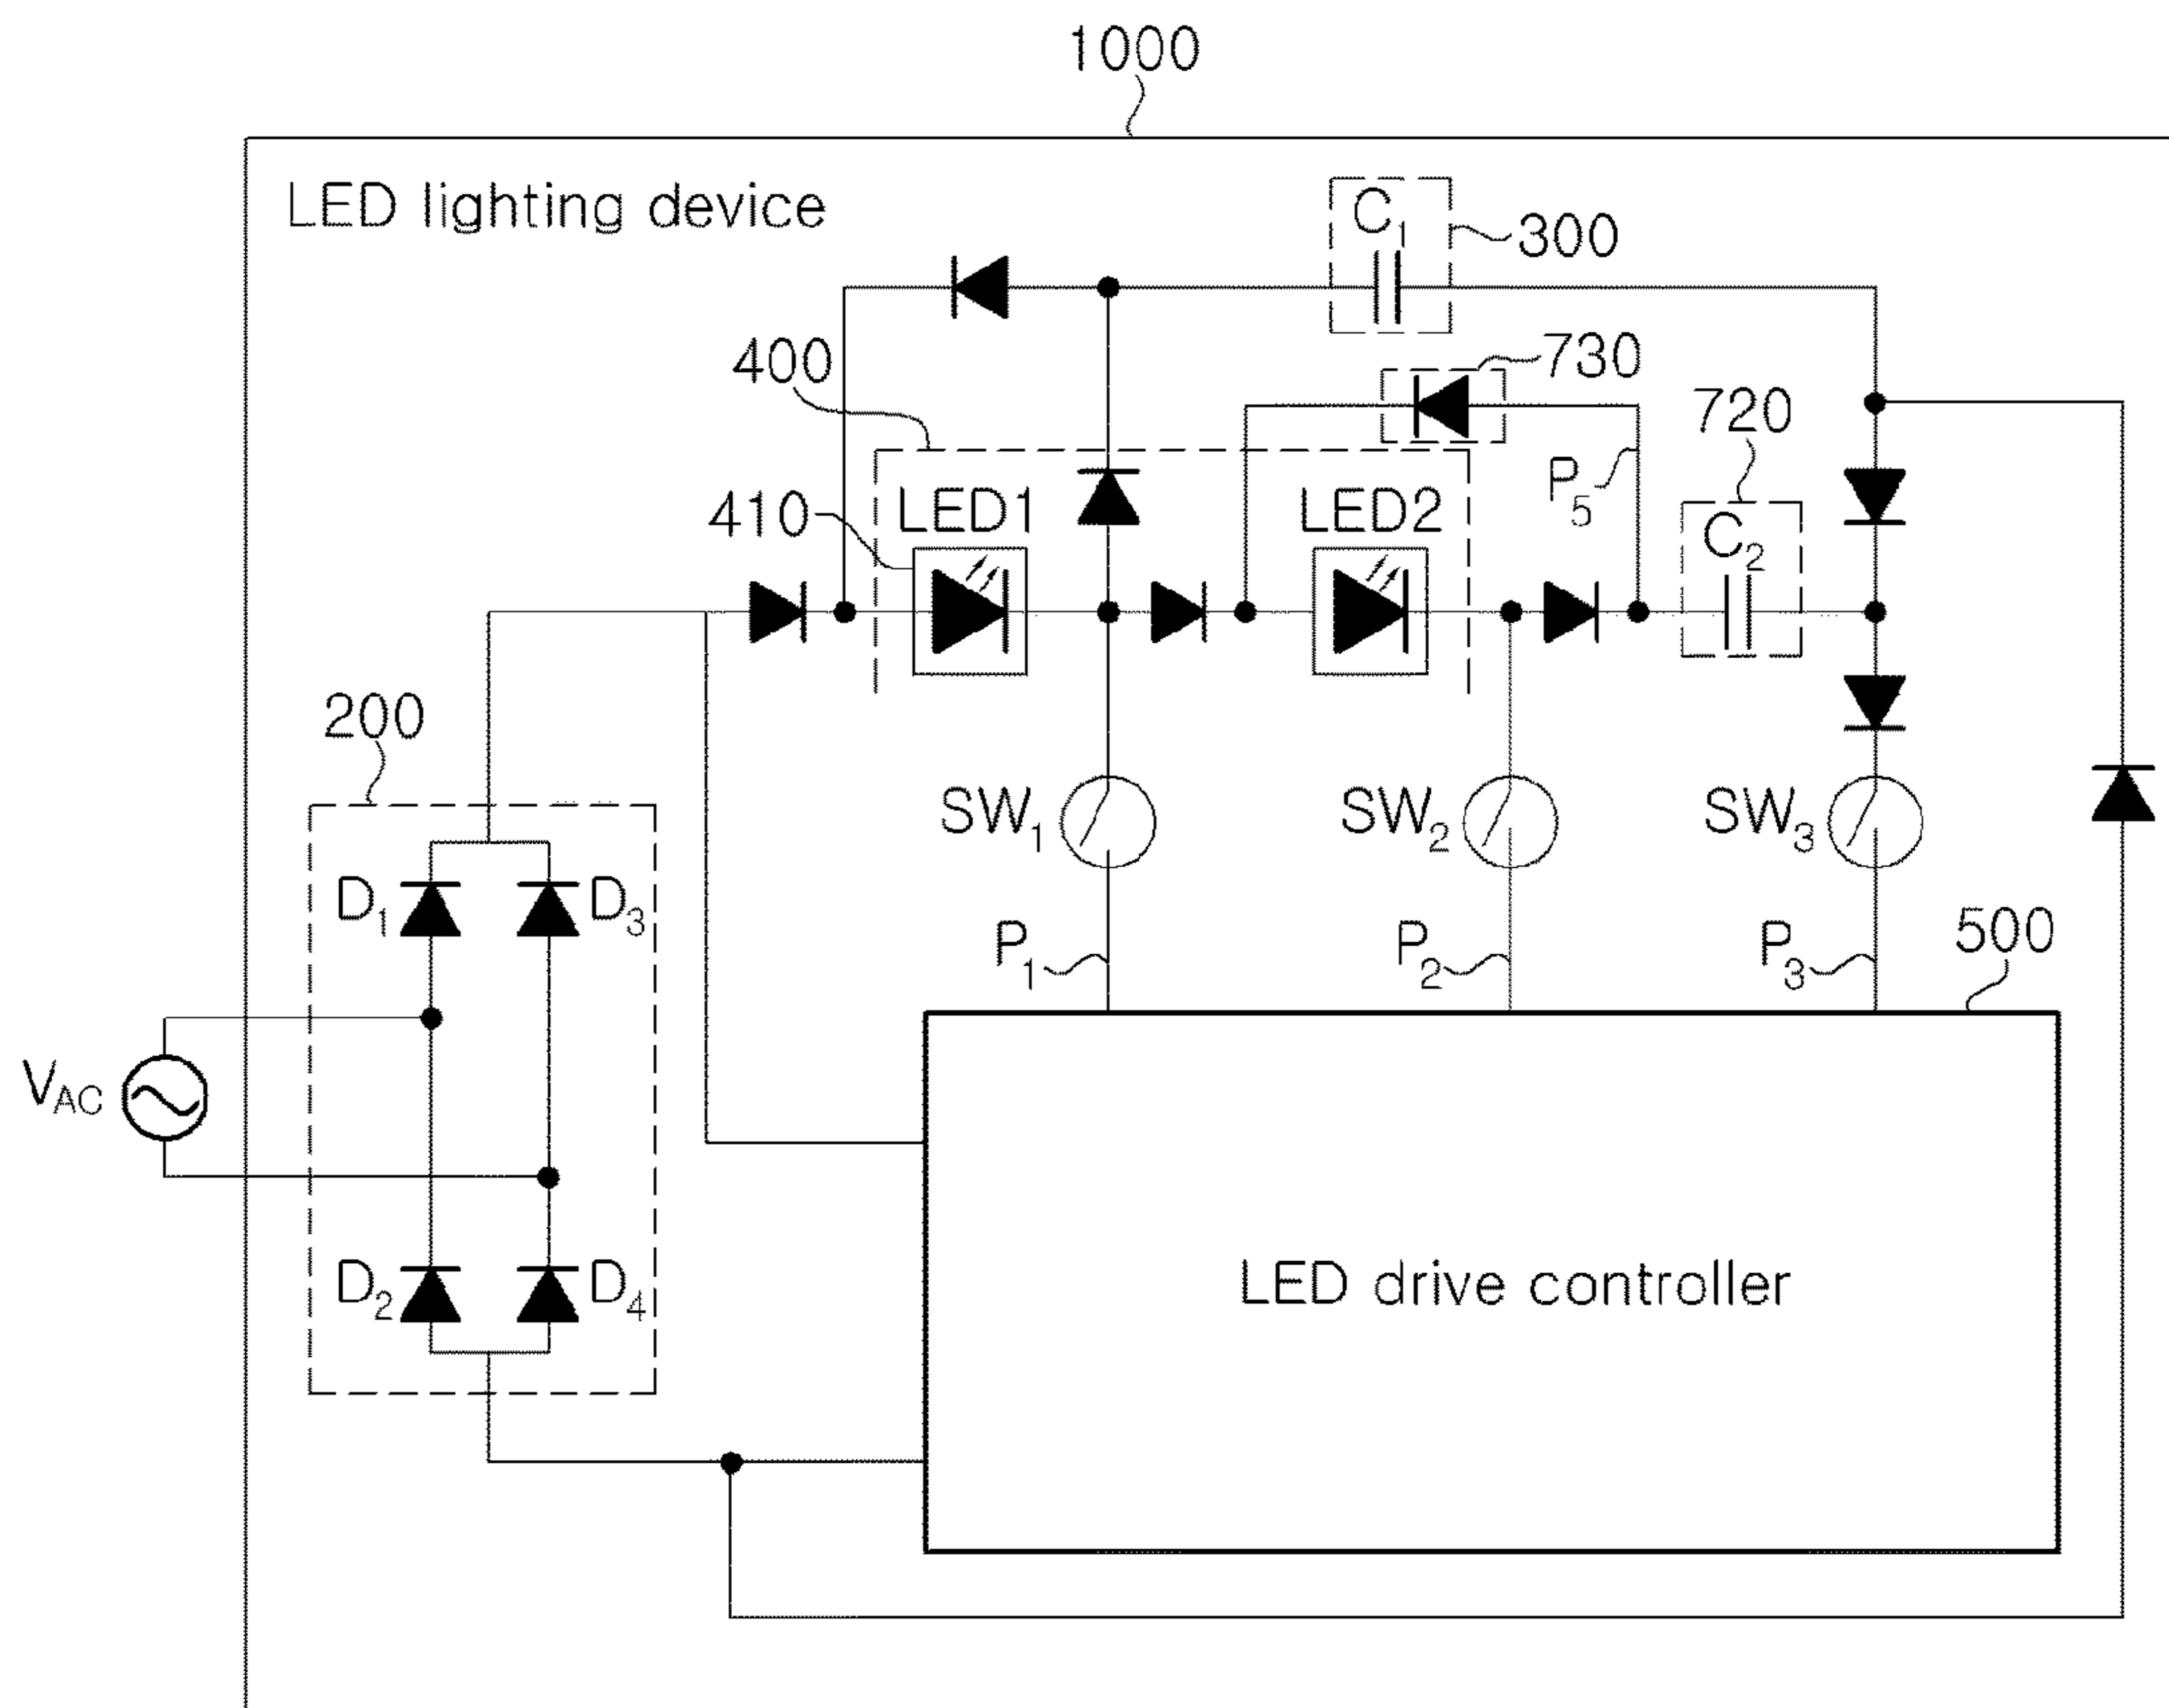 1000
LED lighting device
C1
300
730
400
720
P5
410
LED1
LED2
C2
200
SW1
SW2
SW3
D1
D3
P1
P2
P3
500
VAC
D2
D4
LED drive controller